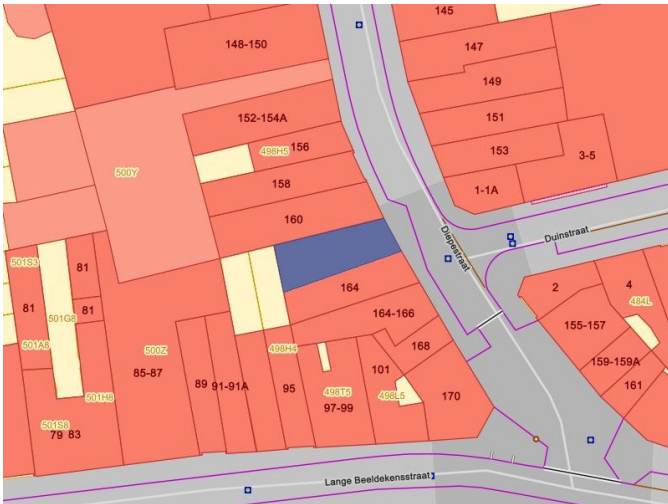 145
148-150
147
149
152-154A
151
498H5
156
153
3-5
500Y
158
1-1A
160
Diepestraat
Duinstraat
501S3
81
4
2
164
484L
81
81
164-166
155-157
501G8
501A8
500Z
498H4
168
159-159A
85-87
89
91-91A
95
101
161
501H8
498T5
498L5
170
97-99
501S8
79
83
Lange Beeldekensstraat